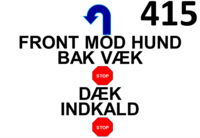 415
FRONT MOD HUND
BAK VÆK
STOP
DÆK
INDKALD
STOP